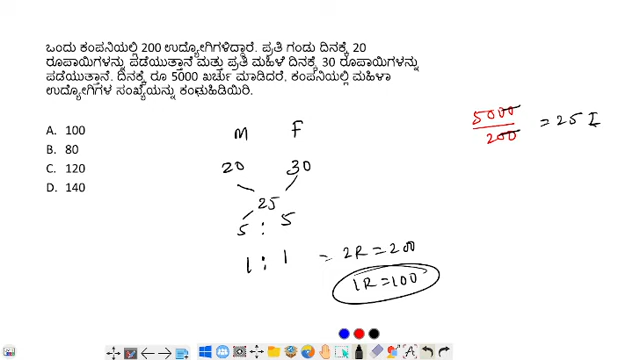 ಒಂದು ಕಂಪನಿಯಲ್ಲಿ 200 ಉದ್ಯೋಗಿಗಳಿದ್ದಾರೆ. ಪ್ರತಿ ಗಂಡು ದಿನಕ್ಕೆ 20
ರೂಪಾಯಿಗಳನ್ನು ಪಡೆಯುತ್ತಾನೆ ಮತ್ತು ಪ್ರತಿ ಮಹಿಳೆ ದಿನಕ್ಕೆ 30 ರೂಪಾಯಿಗಳನ್ನು
ಪಡೆಯುತ್ತಾನೆ. ದಿನಕ್ಕೆ ರೂ 5000 ಖರ್ಚು ಮಾಡಿದರೆ, ಕಂಪನಿಯಲ್ಲಿ ಮಹಿಳಾ
ಉದ್ಯೋಗಿಗಳ ಸಂಖ್ಯೆಯನ್ನು ಕಂಡುಹಿಡಿಯಿರಿ.
A. 100
B. 80
C. 120
D. 140
M F
20 30
25
5 : 5
1 : 1 = 2R = 200
1R = 100
5000
200
= 25